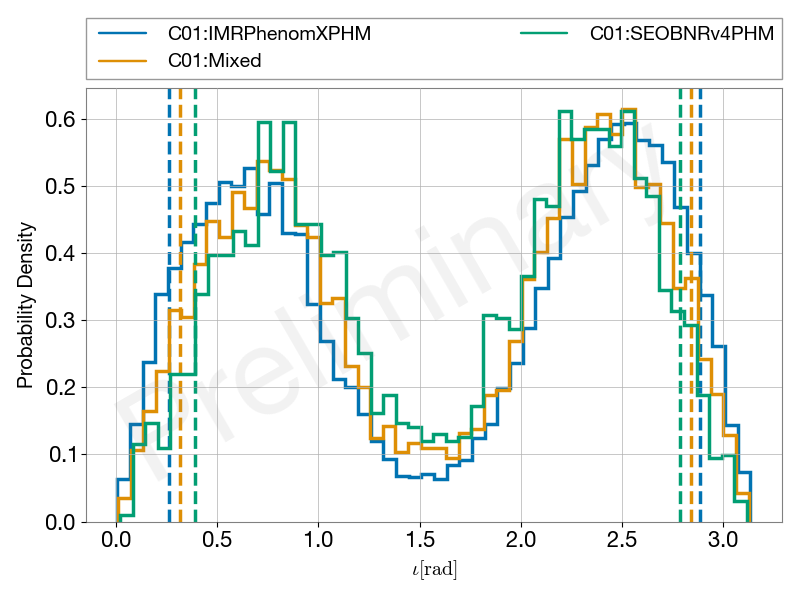 C01:IMRPhenomXPHM
C01:Mixed
C01:SEOBNRv4PHM
Preliminary
Probability Density
0.6
0.5
0.4
0.3
0.2
0.1
0.0
0.0 0.5 1.0 1.5 2.0 2.5 3.0
ι[rad]